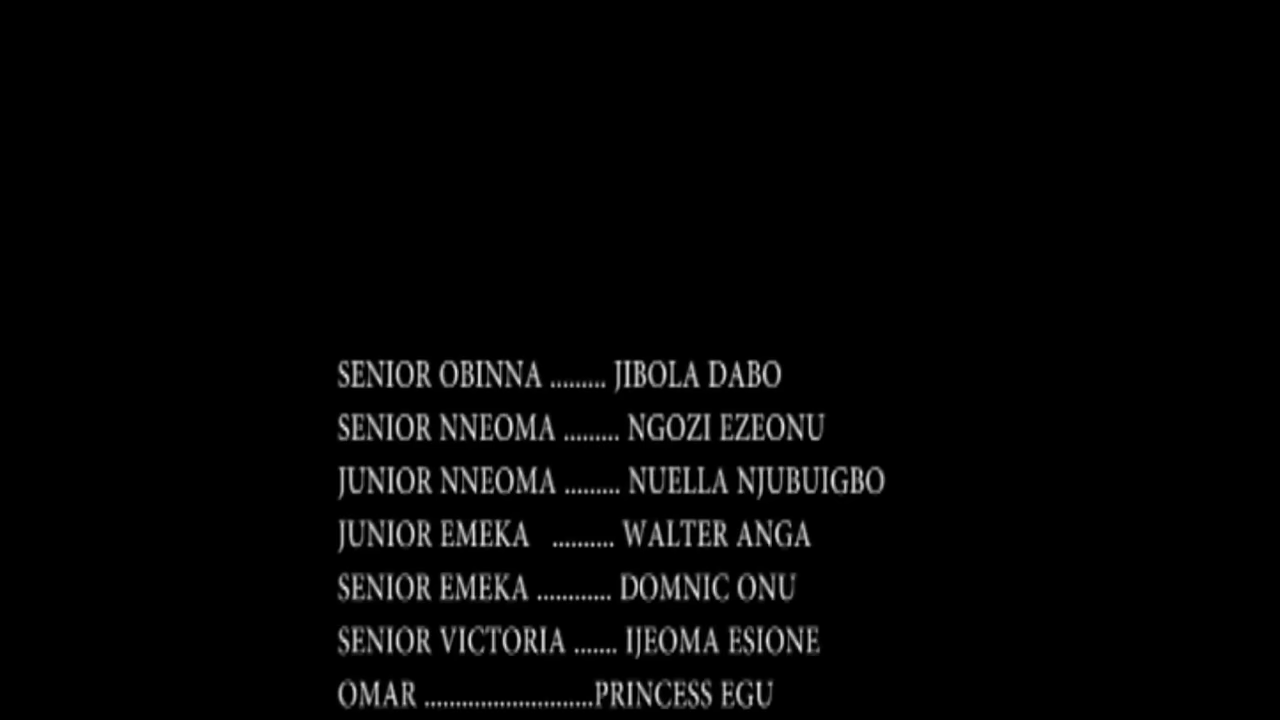 SENIOR OBINNA ......... JIBOLA DABO
SENIOR NNEOMA ......... NGOZI EZEONU
JUNIOR NNEOMA ......... NUELLA NJUBUIGBO
JUNIOR EMEKA .......... WALTER ANGA
SENIOR EMEKA ............ DOMNIC ONU
SENIOR VICTORIA ....... IJEOMA ESIONE
OMAR ...........................PRINCESS EGU